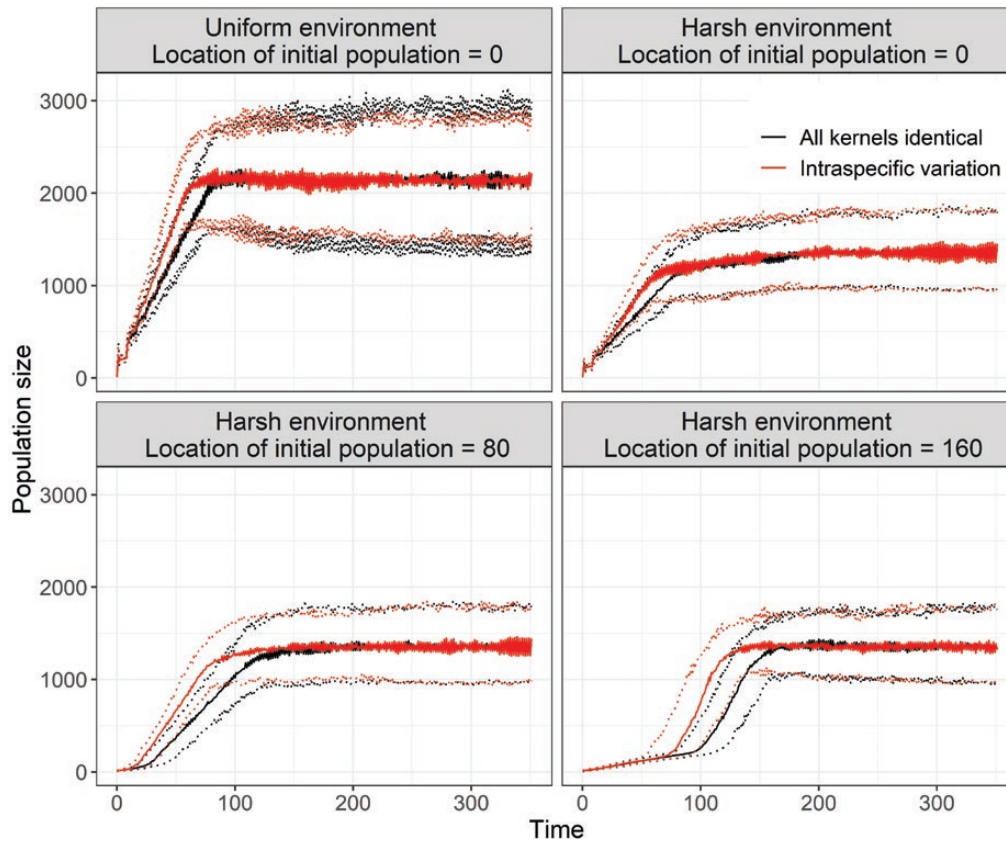 Uniform environment
Location of initial population = 0
Harsh environment
Location of initial population = 0
3000
2000
1000
0
All kernels identical
Intraspecific variation
Population size
Harsh environment
Location of initial population = 80
Harsh environment
Location of initial population = 160
3000
2000
1000
0
0
100
200
300
0
100
200
300
Time